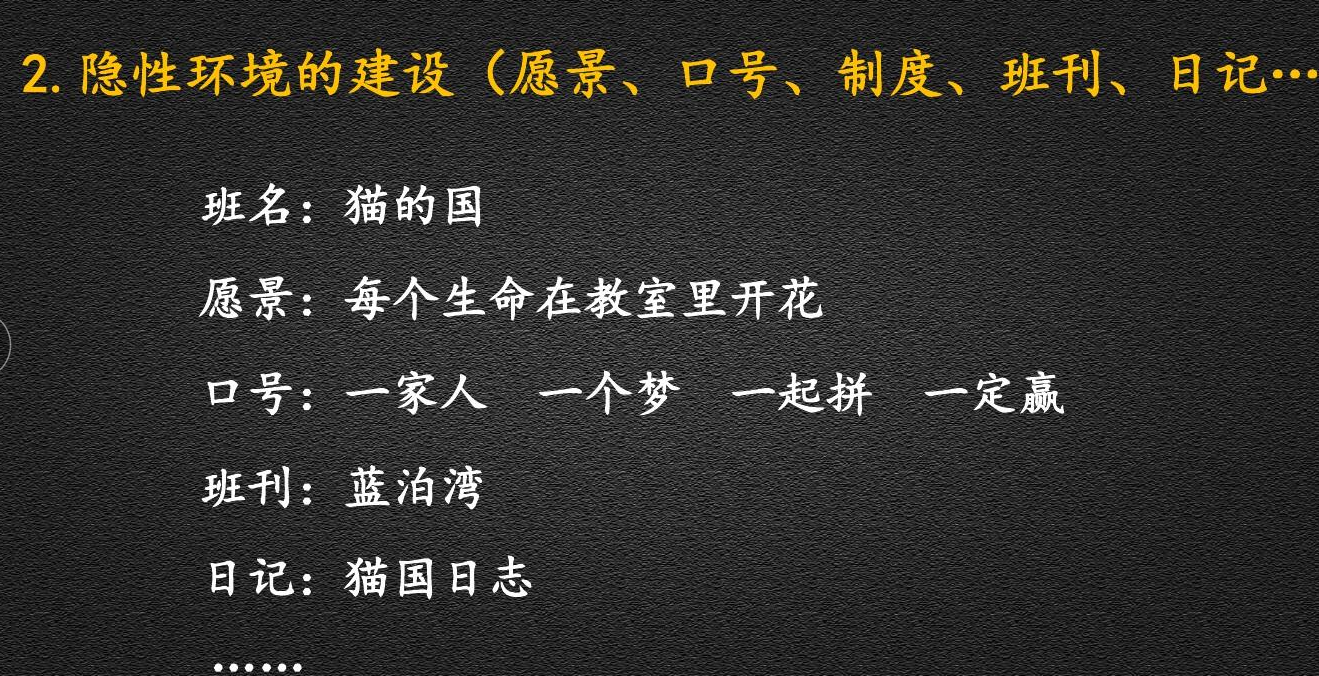 2. 隐性环境的建设（愿景、口号、制度、班刊、日记…
班名：猫的国
愿景：每个生命在教室里开花
口号：一家人 一个梦 一起拼 一定赢
班刊：蓝泊湾
日记：猫国日志
……